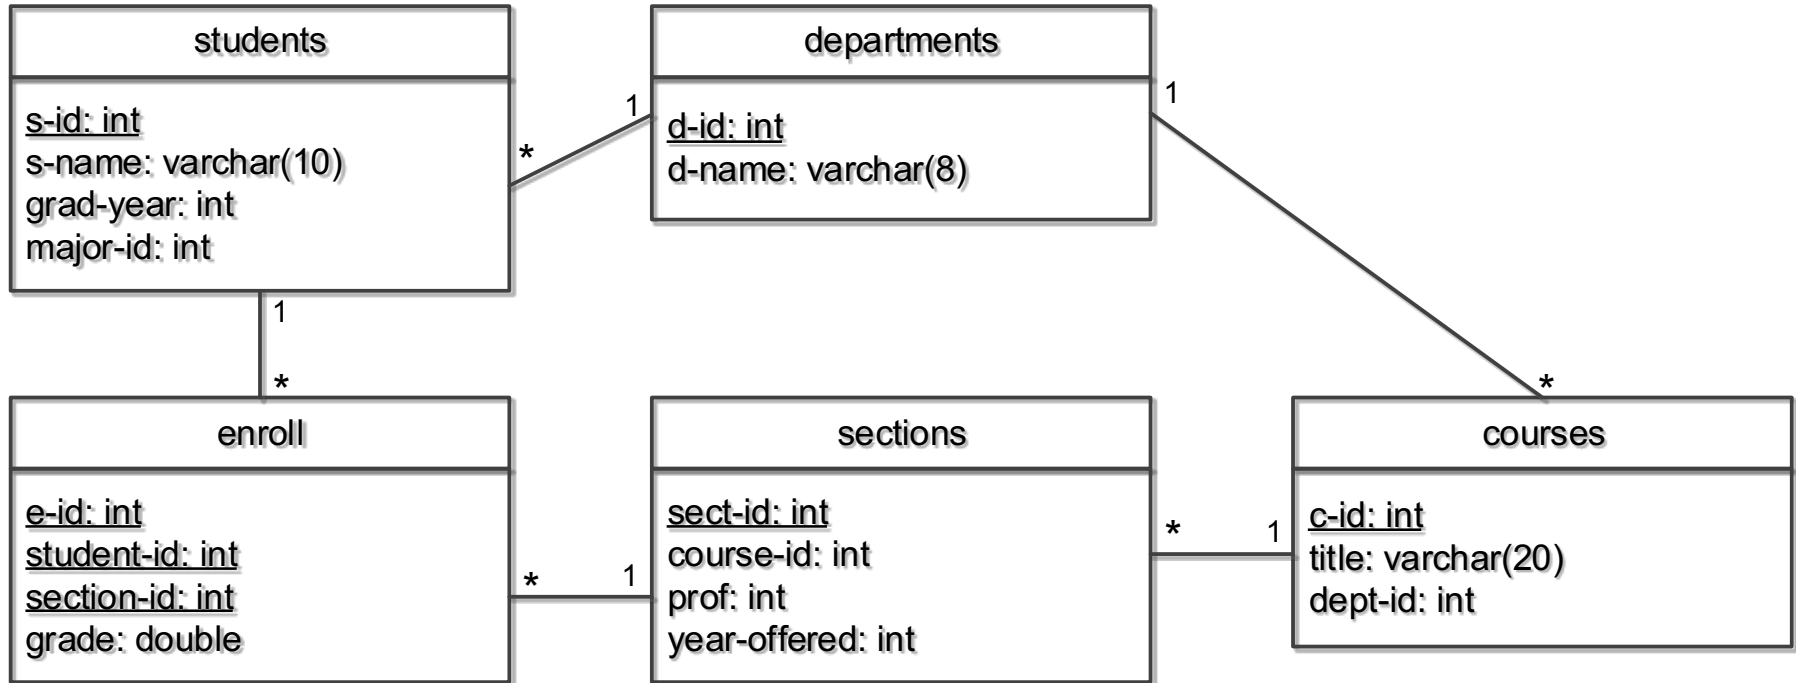 students
s-id: int
s-name: varchar(10)
grad-year: int
major-id: int
departments
d-id: int
d-name: varchar(8)
1
*
1
*
1
*
enroll
e-id: int
student-id: int
section-id: int
grade: double
*
1
sections
sect-id: int
course-id: int
prof: int
year-offered: int
*
1
courses
c-id: int
title: varchar(20)
dept-id: int